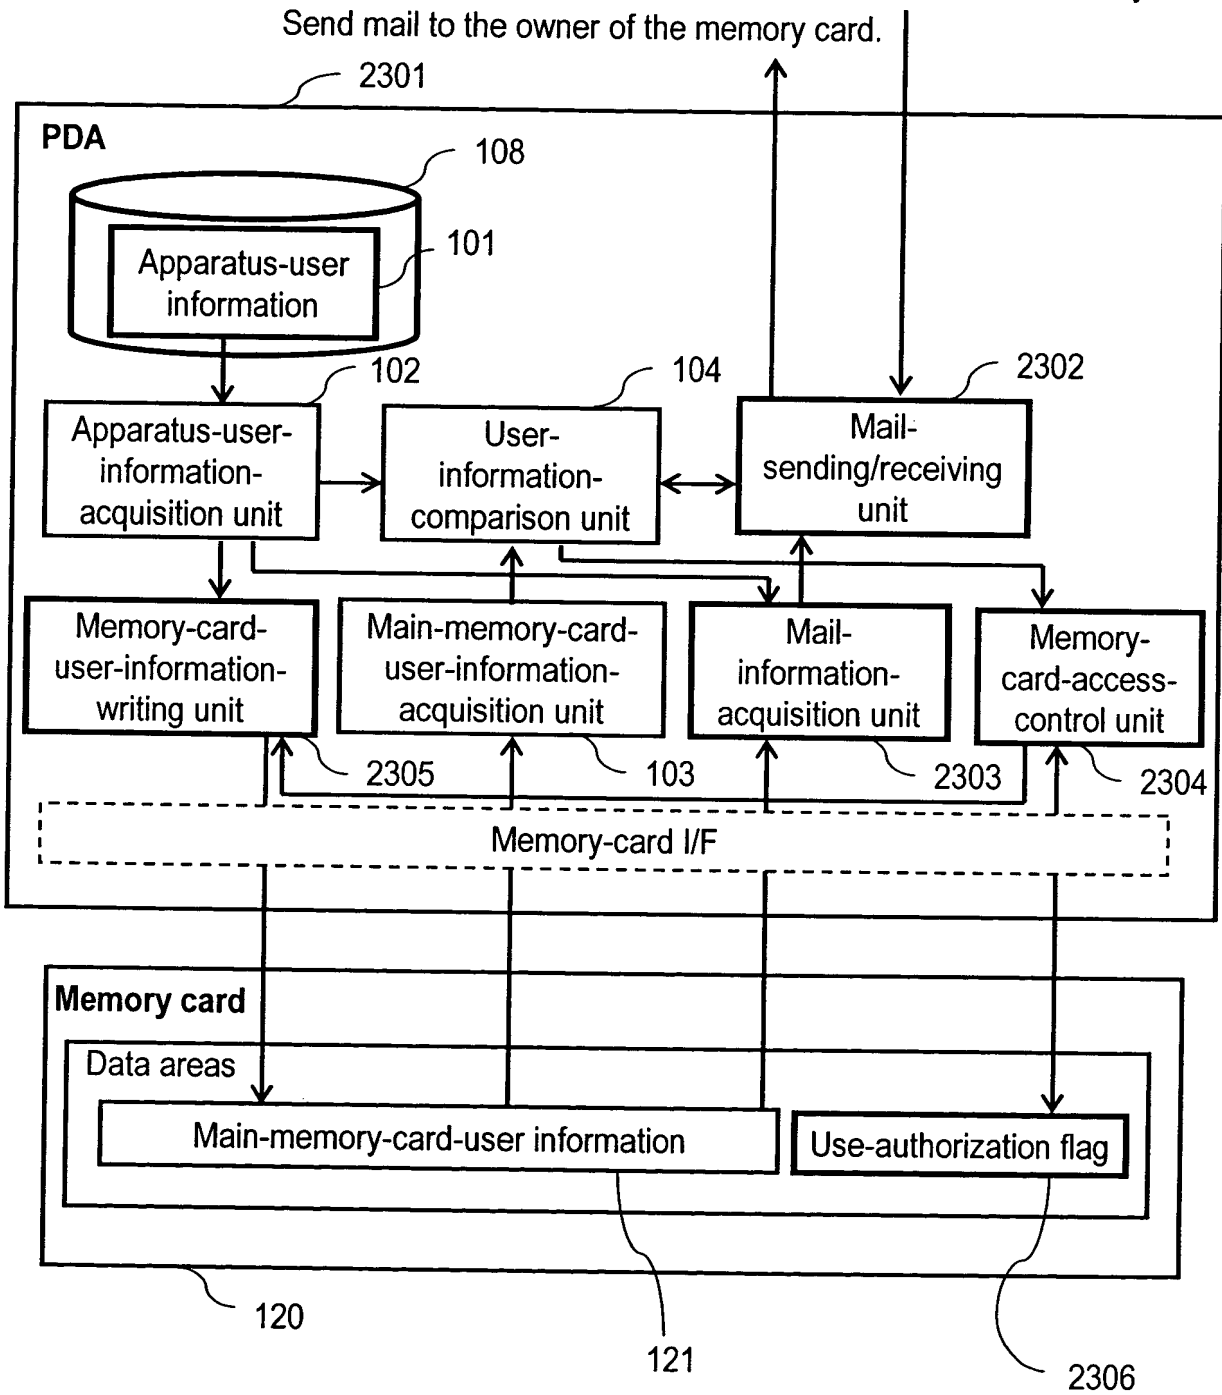 Send mail to the owner of the memory card.
2301
PDA
108
101
Apparatus-user
information
102
104
2302
Apparatus-user-
information-
acquisition unit
User-
information-
comparison unit
Mail-
sending/receiving
unit
Memory-card-
user-information-
writing unit
Main-memory-card-
user-information-
acquisition unit
Mail-
information-
acquisition unit
Memory-
card-access-
control unit
2305
103
2303
2304
Memory-card I/F
Memory card
Data areas
Main-memory-card-user information
Use-authorization flag
120
121
2306